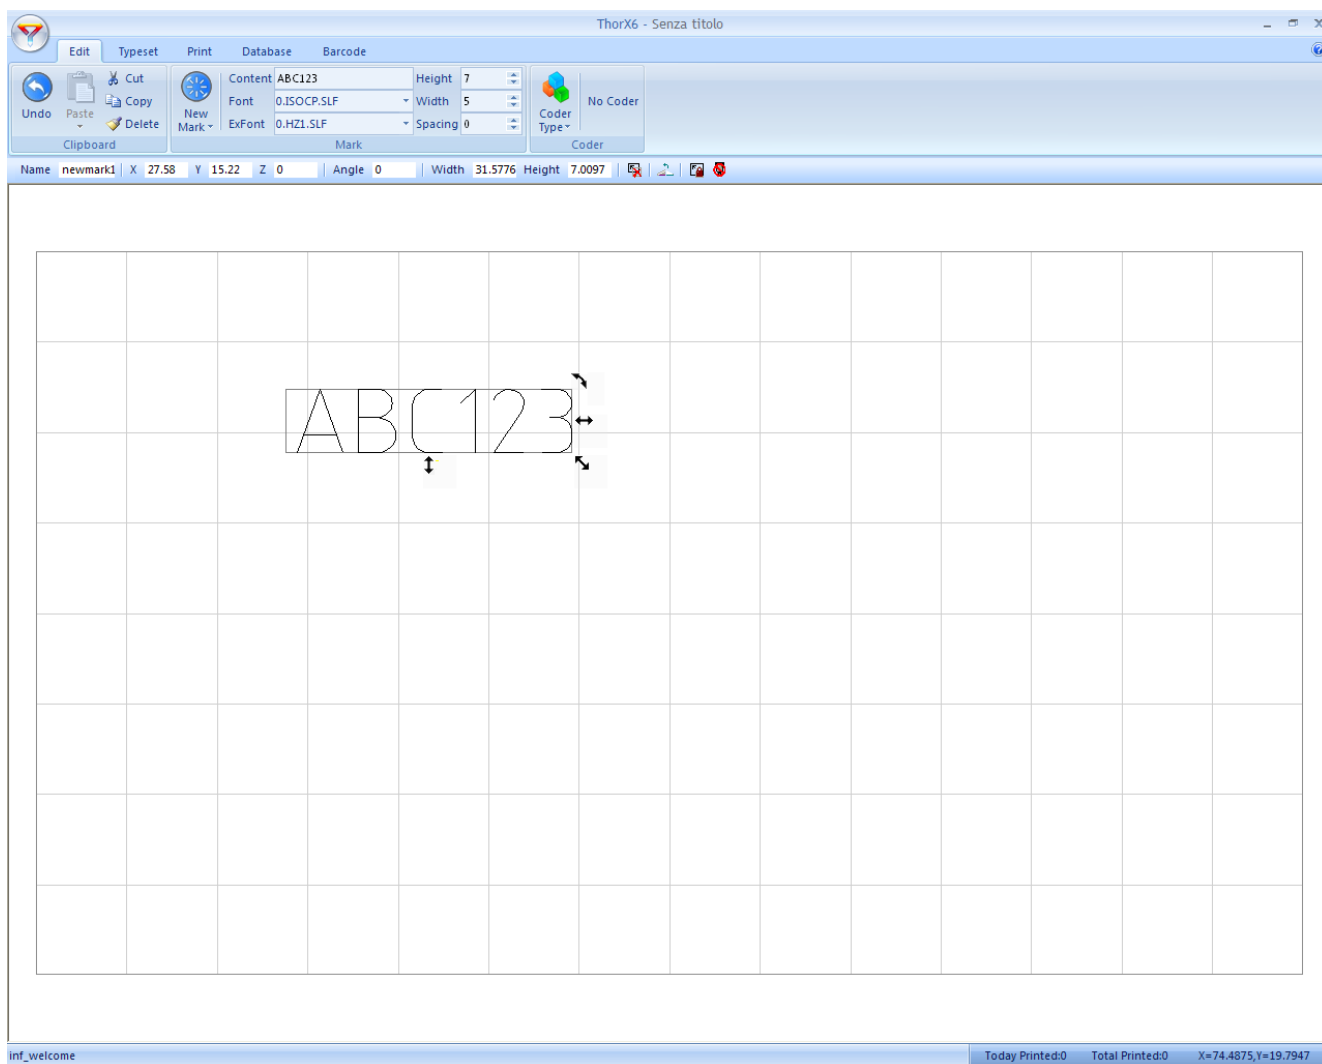 ThorX6 - Senza titolo
Edit Typeset Print Database Barcode
Undo Paste Cut Copy Delete
Clipboard
New Mark
Content ABC123 Height 7
Font 0.ISOCP.SLF Width 5
ExFont 0.HZ1.SLF Spacing 0
Mark
Coder Type No Coder
Coder
Name newmark1 X 27.58 Y 15.22 Z 0 Angle 0 Width 31.5776 Height 7.0097
ABC123
inf_welcome Today Printed:0 Total Printed:0 X=74.4875,Y=19.7947